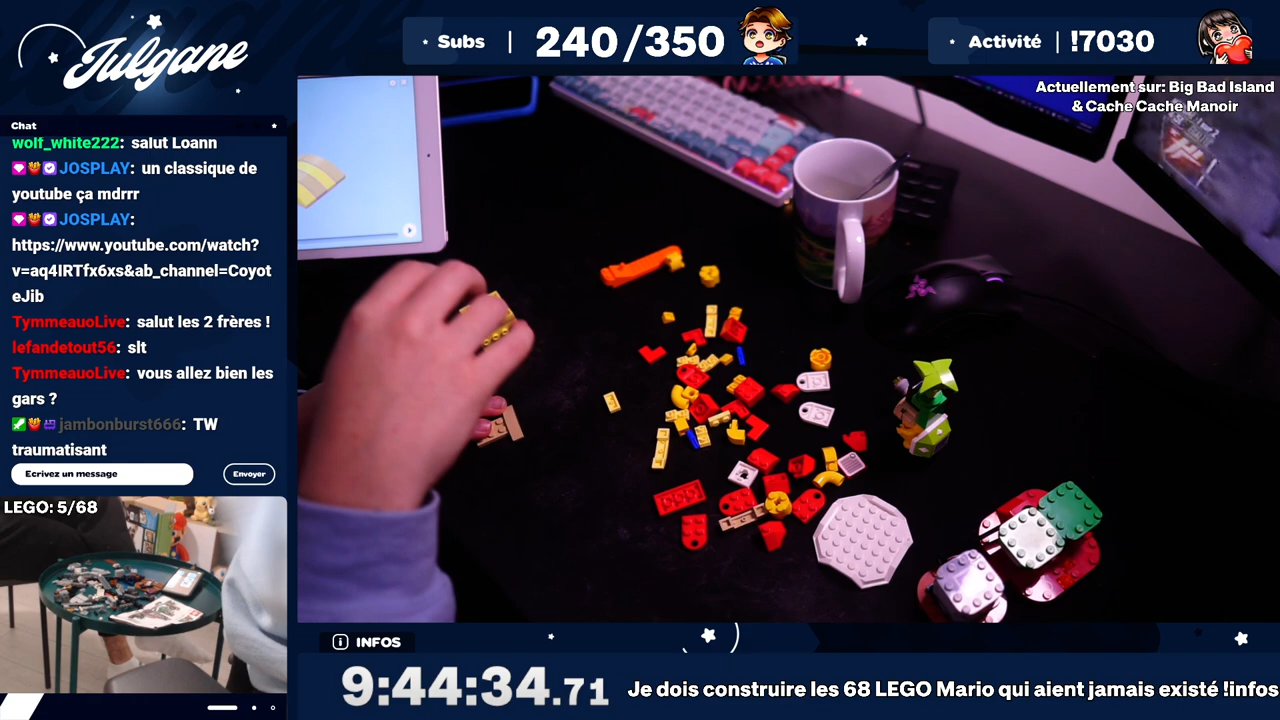 Julgane
Subs | 240/350
Activité | !7030
Actuellement sur: Big Bad Island
& Cache Cache Manoir
Chat
wolf_white222: salut Loann
JOSPLAY: un classique de
youtube ça mdrrr
JOSPLAY:
https://www.youtube.com/watch?
v=aq4IRTfx6xs&ab_channel=Coyot
eJib
TymmeauoLive: salut les 2 frères !
lefandetout56: slt
TymmeauoLive: vous allez bien les
gars ?
jambonburst666: TW
traumatisant
Ecrivez un message
Envoyer
LEGO: 5/68
INFOS
9:44:34.71
Je dois construire les 68 LEGO Mario qui aient jamais existé !infos